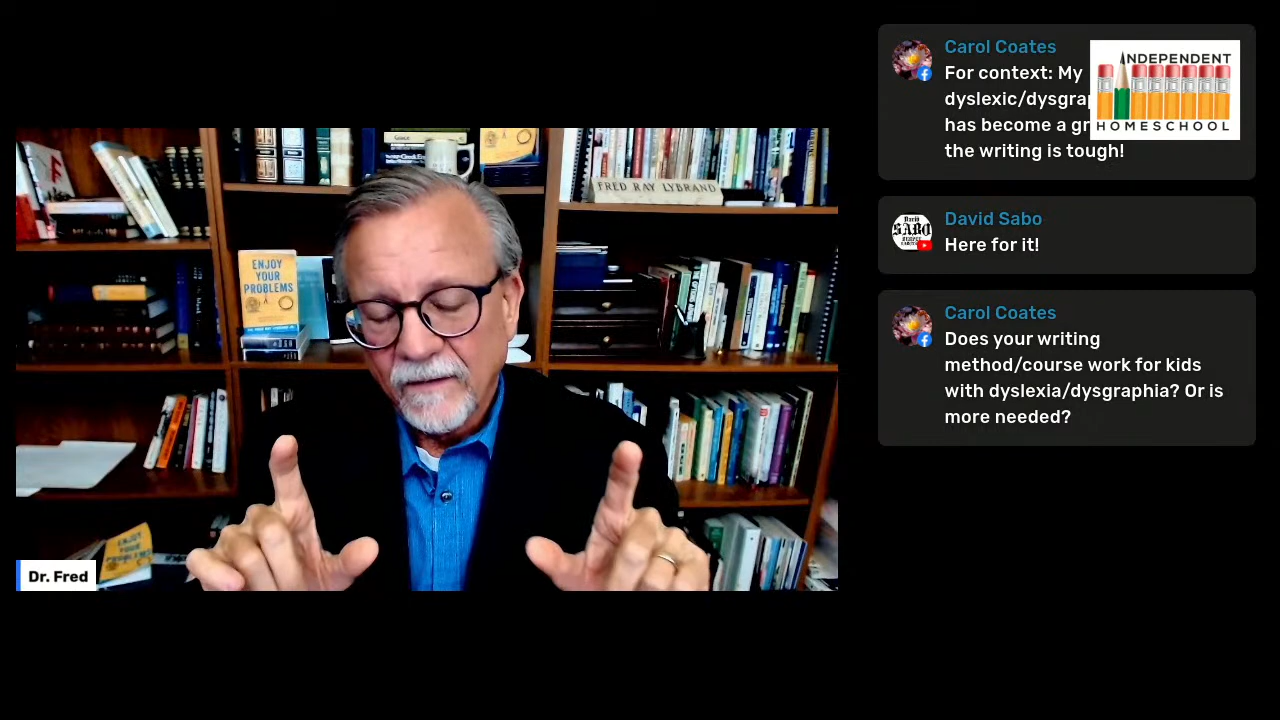 Carol Coates
For context: My
dyslexic/dysgra
has become a gr
the writing is tough!
INDEPENDENT
HOMESCHOOL
David Sabo
Here for it!
Carol Coates
Does your writing
method/course work for kids
with dyslexia/dysgraphia? Or is
more needed?
FRED RAY LYBRAND
ENJOY
YOUR
PROBLEMS
Dr. Fred
SABO